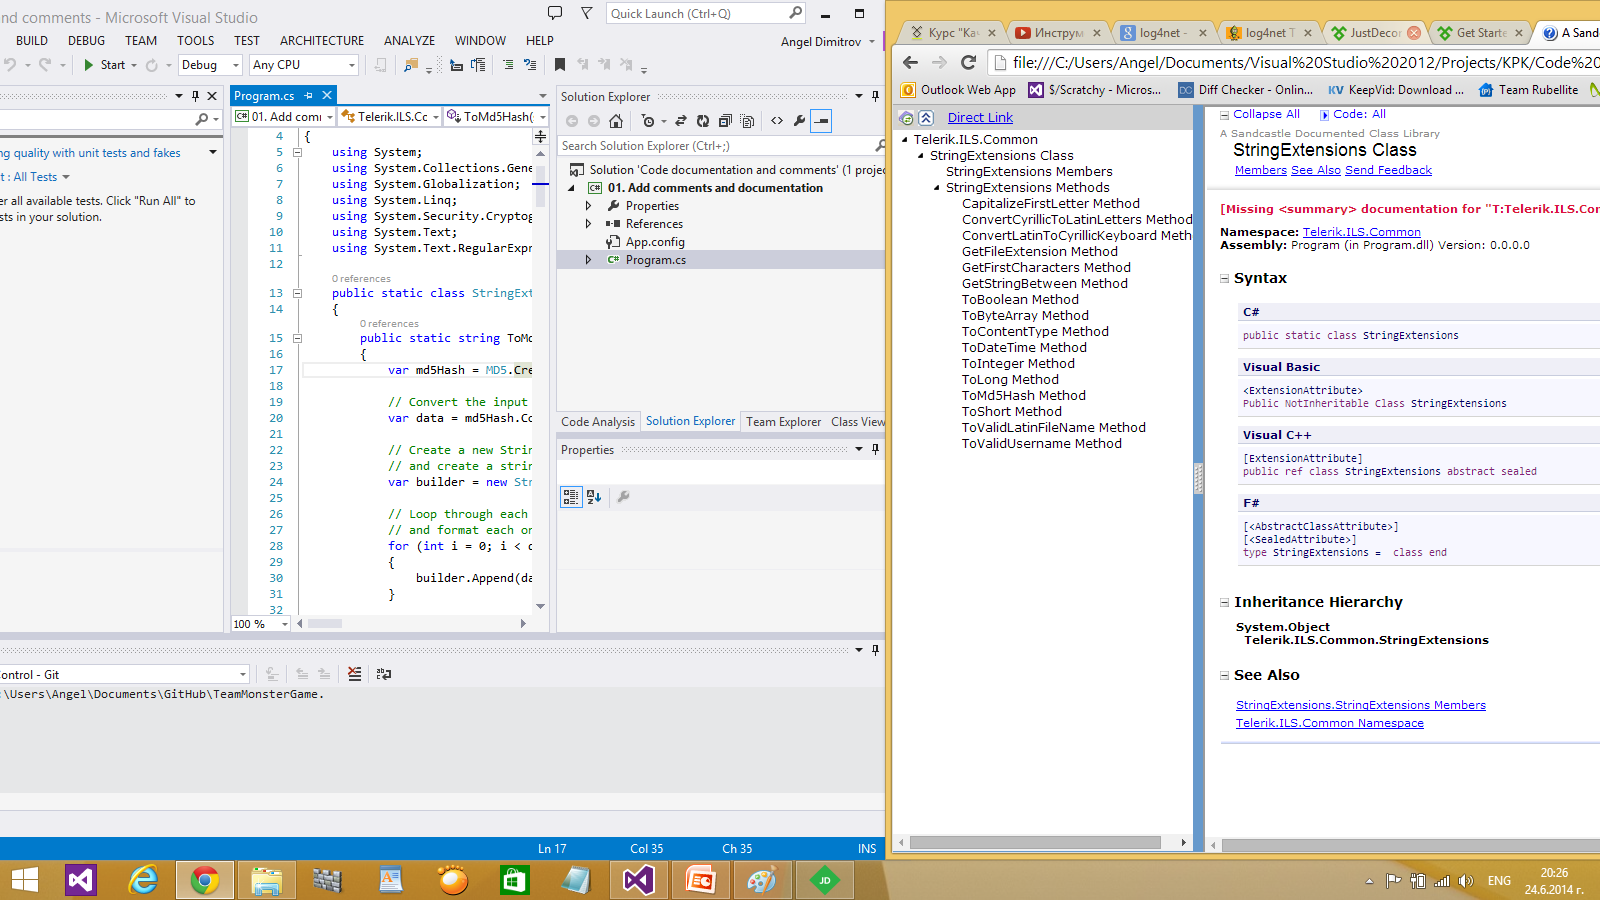 nd comments - Microsoft Visual Studio
Quick Launch (Ctrl+Q)
BUILD DEBUG TEAM TOOLS TEST ARCHITECTURE ANALYZE WINDOW HELP
Angel Dimitrov
Start Debug Any CPU
ng quality with unit tests and fakes
t : All Tests
er all available tests. Click "Run All" to
sts in your solution.
Program.cs
C# 01. Add comi Telerik.ILS.Cc ToMd5Hash(
4 {
5 using System;
6 using System.Collections.Gene
7 using System.Globalization;
8 using System.Linq;
9 using System.Security.Cryptog
10 using System.Text;
11 using System.Text.RegularExpr
12
0 references
13 public static class StringExt
14 {
0 references
15 public static string ToMd
16 {
17 var md5Hash = MD5.Cre
18
19 // Convert the input
20 var data = md5Hash.Co
21
22 // Create a new Strin
23 // and create a strin
24 var builder = new Str
25
26 // Loop through each
27 // and format each on
28 for (int i = 0; i < d
29 {
30 builder.Append(da
31 }
32
100 %
Solution Explorer
Search Solution Explorer (Ctrl+;)
Solution 'Code documentation and comments' (1 projec
C# 01. Add comments and documentation
Properties
References
App.config
C# Program.cs
Code Analysis Solution Explorer Team Explorer Class View
Properties
ontrol - Git
:\Users\Angel\Documents\GitHub\TeamMonsterGame.
Ln 17 Col 35 Ch 35 INS
Курс "Кач Инструм log4net - log4net T JustDecor Get Starte A Sand
file:///C:/Users/Angel/Documents/Visual%20Studio%202012/Projects/KPK/Code%20
Outlook Web App $/Scratchy - Micros... DC Diff Checker - Onlin... KV KeepVid: Download ... Team Rubellite
Direct Link
Telerik.ILS.Common
StringExtensions Class
StringExtensions Members
StringExtensions Methods
CapitalizeFirstLetter Method
ConvertCyrillicToLatinLetters Method
ConvertLatinToCyrillicKeyboard Meth
GetFileExtension Method
GetFirstCharacters Method
GetStringBetween Method
ToBoolean Method
ToByteArray Method
ToContentType Method
ToDateTime Method
ToInteger Method
ToLong Method
ToMd5Hash Method
ToShort Method
ToValidLatinFileName Method
ToValidUsername Method
Collapse All Code: All
A Sandcastle Documented Class Library
StringExtensions Class
Members See Also Send Feedback
[Missing <summary> documentation for "T:Telerik.ILS.Co
Namespace: Telerik.ILS.Common
Assembly: Program (in Program.dll) Version: 0.0.0.0
Syntax
C#
public static class StringExtensions
Visual Basic
<ExtensionAttribute>
Public NotInheritable Class StringExtensions
Visual C++
[ExtensionAttribute]
public ref class StringExtensions abstract sealed
F#
[<AbstractClassAttribute>]
[<SealedAttribute>]
type StringExtensions = class end
Inheritance Hierarchy
System.Object
Telerik.ILS.Common.StringExtensions
See Also
StringExtensions.StringExtensions Members
Telerik.ILS.Common Namespace
JD
ENG
20:26
24.6.2014 г.